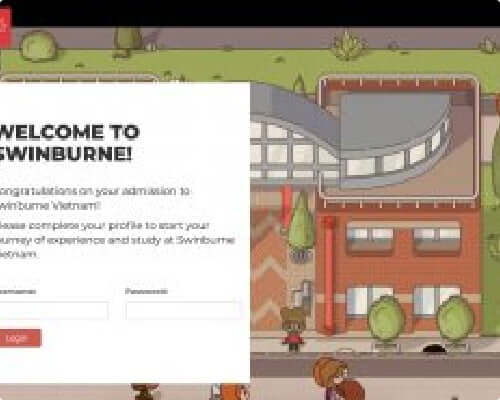 WELCOME TO
SWINBURNE!
ongratulations on your admission to
winburne Vietnam!
lease complete your profile to start your
ourney of experience and study at Swinburne
ietnam.
ername: Password:
Login